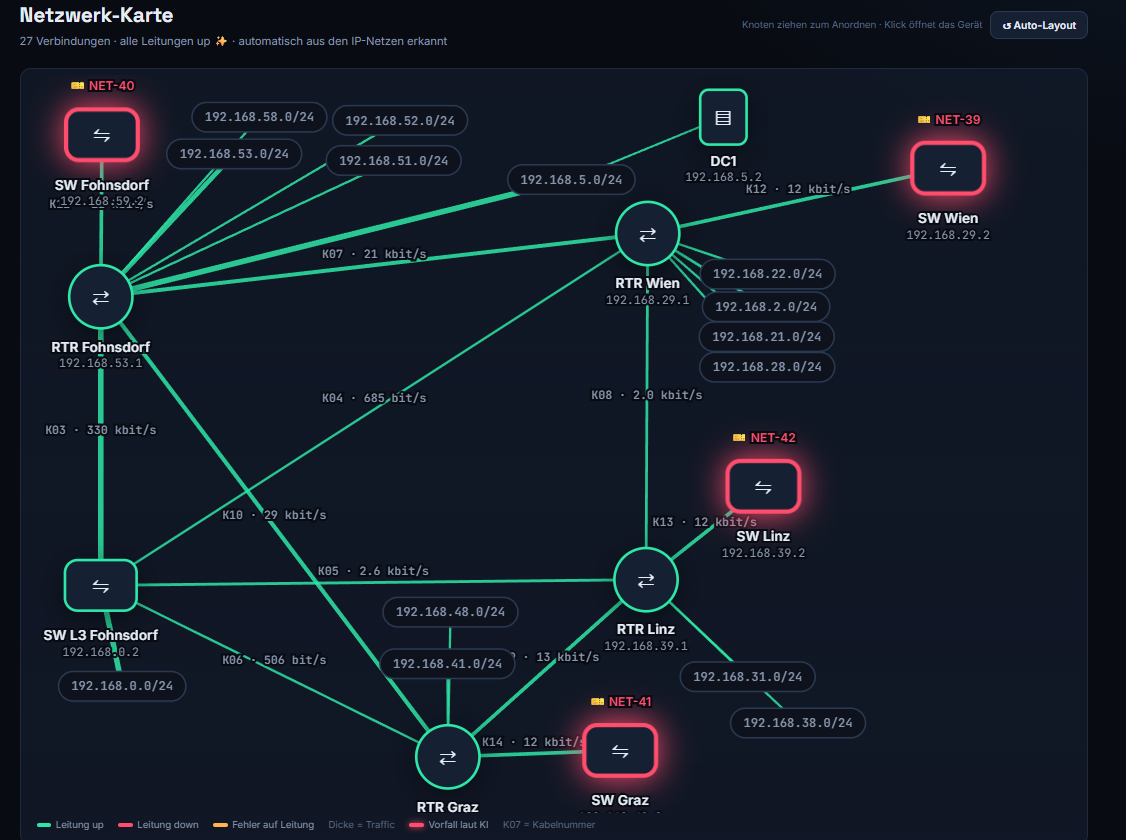 Netzwerk-Karte
27 Verbindungen · alle Leitungen up ✨ · automatisch aus den IP-Netzen erkannt
Knoten ziehen zum Anordnen · Klick öffnet das Gerät
↺ Auto-Layout
NET-40
SW Fohnsdorf
192.168.59.2
192.168.58.0/24
192.168.52.0/24
192.168.53.0/24
192.168.51.0/24
192.168.5.0/24
DC1
192.168.5.2
NET-39
K12 · 12 kbit/s
SW Wien
192.168.29.2
K07 · 21 kbit/s
RTR Wien
192.168.29.1
192.168.22.0/24
192.168.2.0/24
192.168.21.0/24
192.168.28.0/24
RTR Fohnsdorf
192.168.53.1
K04 · 685 bit/s
K08 · 2.0 kbit/s
K03 · 330 kbit/s
NET-42
K10 · 29 kbit/s
K13 · 12 kbit/s
SW Linz
192.168.39.2
K05 · 2.6 kbit/s
SW L3 Fohnsdorf
192.168.0.2
192.168.0.0/24
192.168.48.0/24
192.168.41.0/24
RTR Linz
192.168.39.1
K06 · 506 bit/s
· 13 kbit/s
192.168.31.0/24
192.168.38.0/24
NET-41
K14 · 12 kbit/s
SW Graz
RTR Graz
Leitung up
Leitung down
Fehler auf Leitung
Dicke = Traffic
Vorfall laut KI
K07 = Kabelnummer